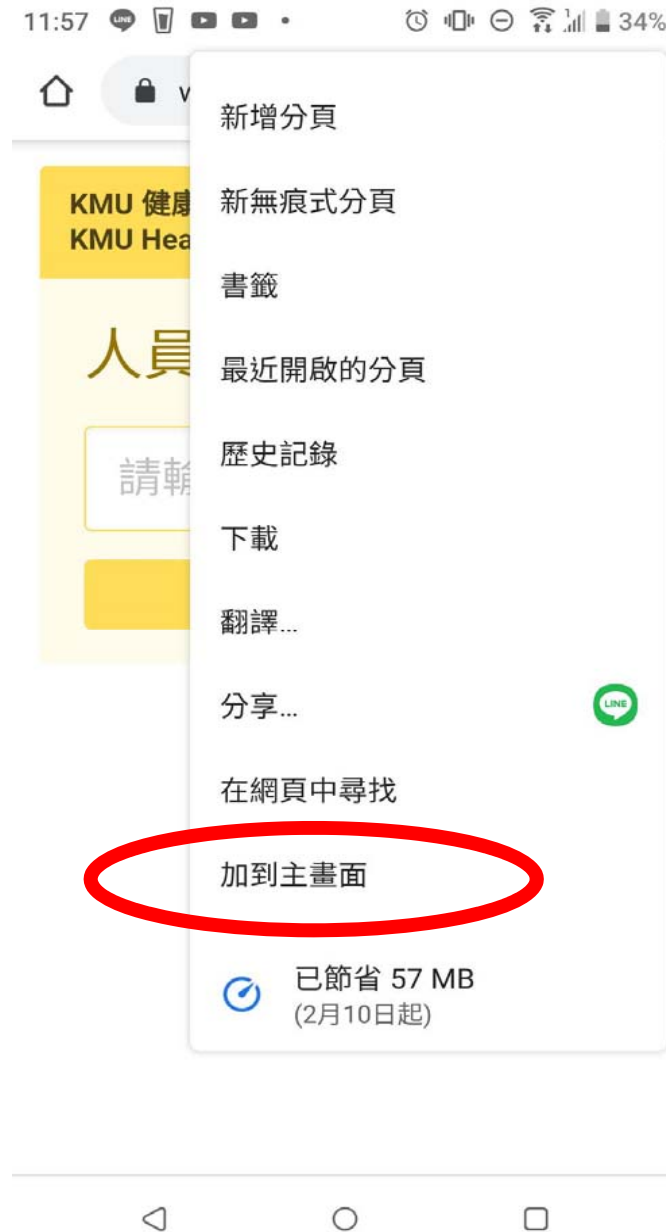 11:57
34%
新增分頁
新無痕式分頁
KMU 健康
KMU Hea
書籤
人員
最近開啟的分頁
歷史記錄
請輸
下載
翻譯...
分享...
LINE
在網頁中尋找
加到主畫面
已節省 57 MB
(2月10日起)